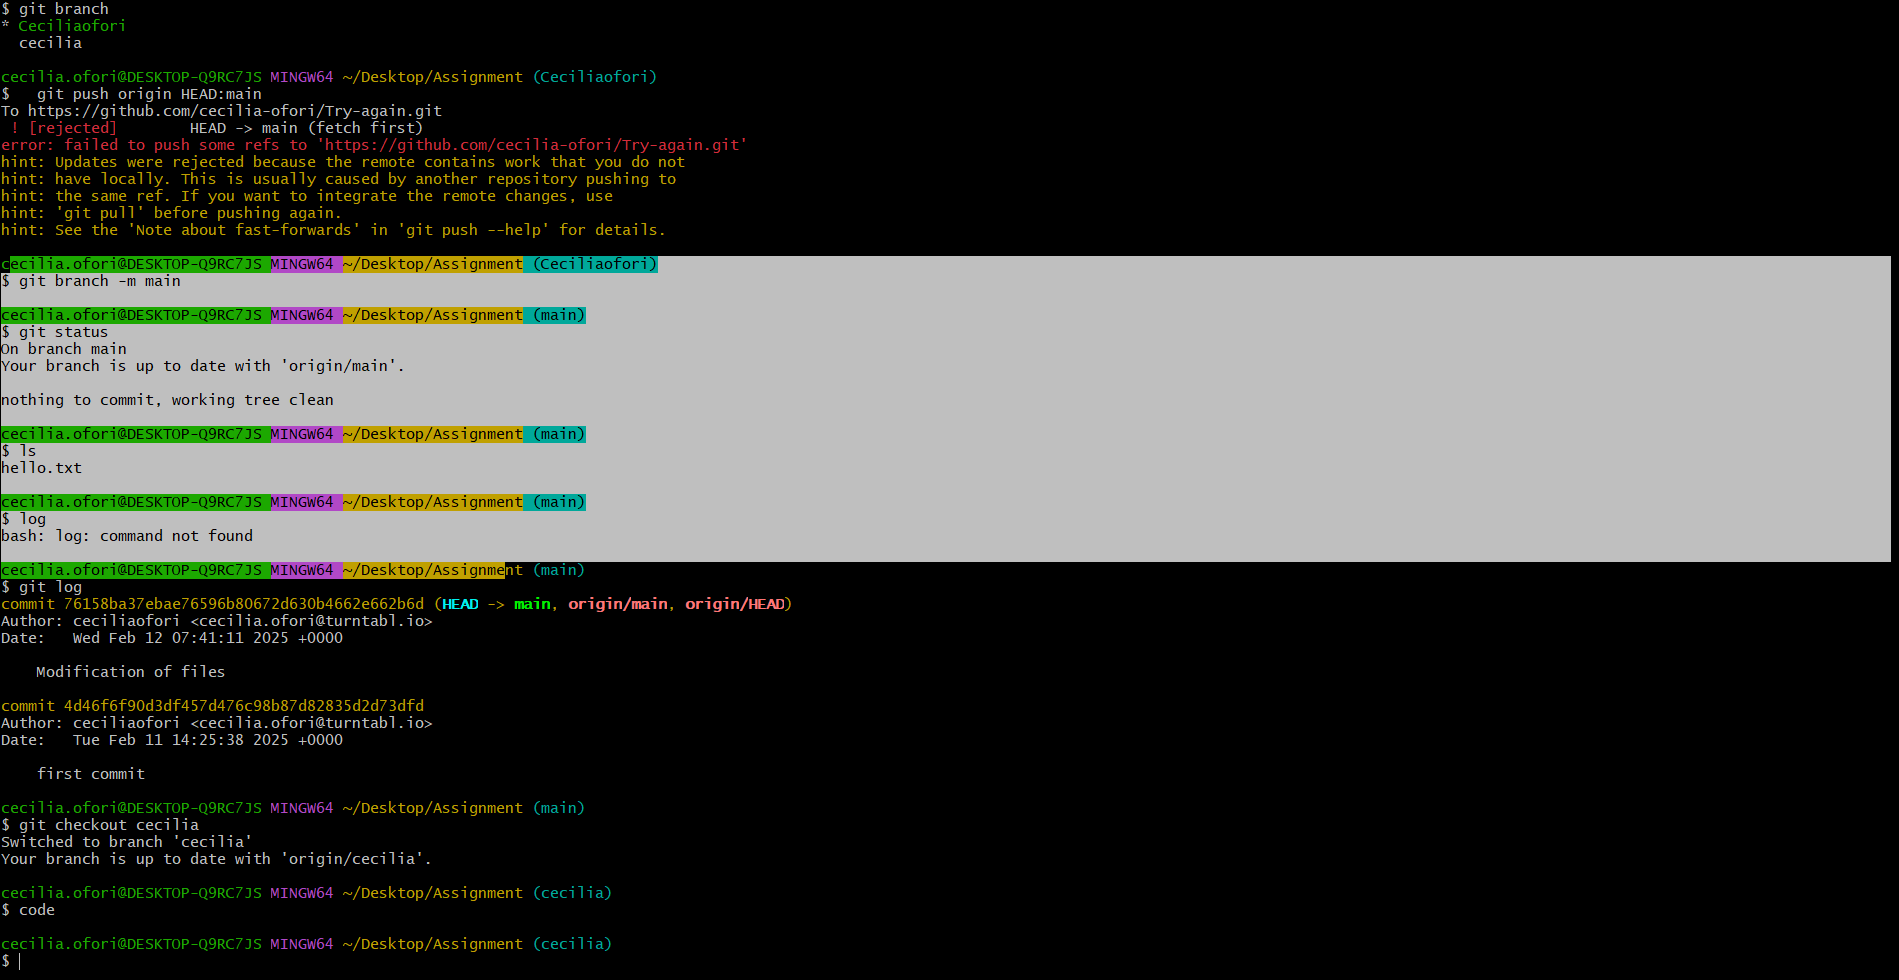 $ git branch
* Ceciliaofori
  cecilia
cecilia.ofori@DESKTOP-Q9RC7JS MINGW64 ~/Desktop/Assignment (Ceciliaofori)
$   git push origin HEAD:main
To https://github.com/cecilia-ofori/Try-again.git
 ! [rejected]        HEAD -> main (fetch first)
error: failed to push some refs to 'https://github.com/cecilia-ofori/Try-again.git'
hint: Updates were rejected because the remote contains work that you do not
hint: have locally. This is usually caused by another repository pushing to
hint: the same ref. If you want to integrate the remote changes, use
hint: 'git pull' before pushing again.
hint: See the 'Note about fast-forwards' in 'git push --help' for details.
cecilia.ofori@DESKTOP-Q9RC7JS MINGW64 ~/Desktop/Assignment (Ceciliaofori)
$ git branch -m main
cecilia.ofori@DESKTOP-Q9RC7JS MINGW64 ~/Desktop/Assignment (main)
$ git status
On branch main
Your branch is up to date with 'origin/main'.
nothing to commit, working tree clean
cecilia.ofori@DESKTOP-Q9RC7JS MINGW64 ~/Desktop/Assignment (main)
$ ls
hello.txt
cecilia.ofori@DESKTOP-Q9RC7JS MINGW64 ~/Desktop/Assignment (main)
$ log
bash: log: command not found
cecilia.ofori@DESKTOP-Q9RC7JS MINGW64 ~/Desktop/Assignment (main)
$ git log
commit 76158ba37ebae76596b80672d630b4662e662b6d (HEAD -> main, origin/main, origin/HEAD)
Author: ceciliaofori <cecilia.ofori@turntabl.io>
Date:   Wed Feb 12 07:41:11 2025 +0000
    Modification of files
commit 4d46f6f90d3df457d476c98b87d82835d2d73dfd
Author: ceciliaofori <cecilia.ofori@turntabl.io>
Date:   Tue Feb 11 14:25:38 2025 +0000
    first commit
cecilia.ofori@DESKTOP-Q9RC7JS MINGW64 ~/Desktop/Assignment (main)
$ git checkout cecilia
Switched to branch 'cecilia'
Your branch is up to date with 'origin/cecilia'.
cecilia.ofori@DESKTOP-Q9RC7JS MINGW64 ~/Desktop/Assignment (cecilia)
$ code
cecilia.ofori@DESKTOP-Q9RC7JS MINGW64 ~/Desktop/Assignment (cecilia)
$